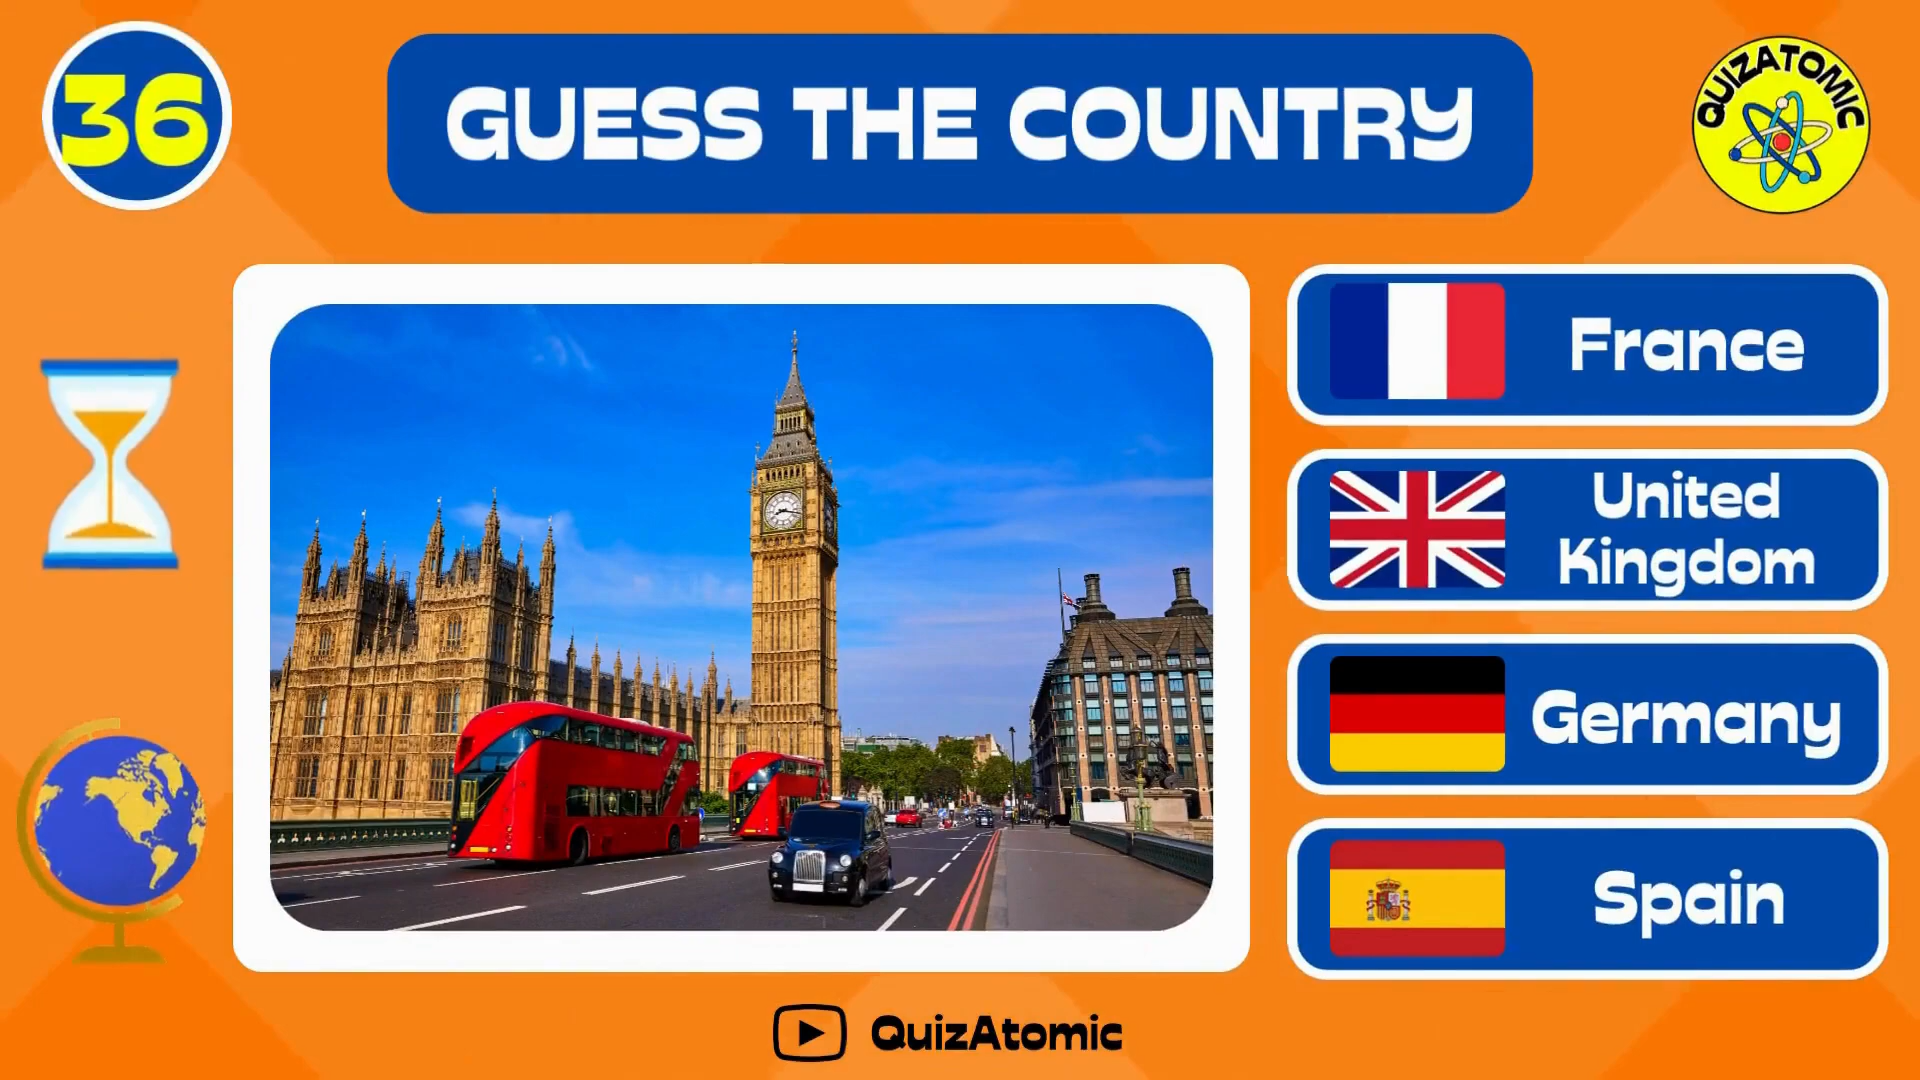 36
GUESS THE COUNTRY
QUIZATOMIC
France
United
Kingdom
Germany
Spain
QuizAtomic